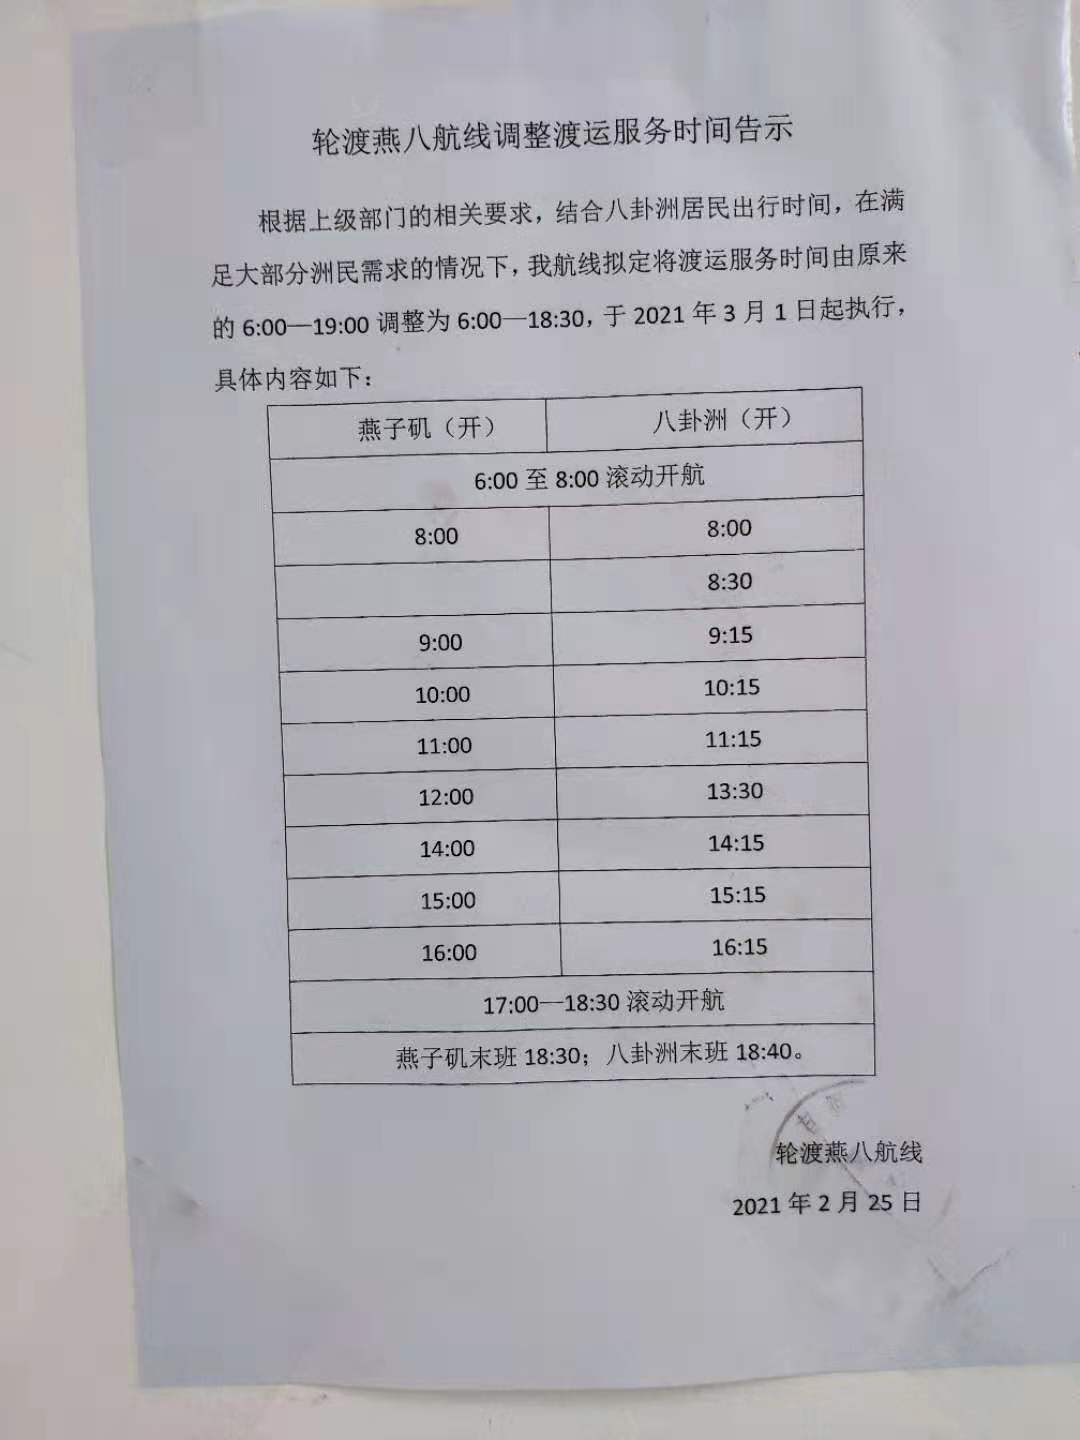 轮渡燕八航线调整渡运服务时间告示
根据上级部门的相关要求，结合八卦洲居民出行时间，在满
足大部分洲民需求的情况下，我航线拟定将渡运服务时间由原来
的 6:00—19:00 调整为 6:00—18:30，于 2021 年 3 月 1 日起执行，
具体内容如下：
燕子矶（开） 八卦洲（开）
6:00 至 8:00 滚动开航
8:00 8:00
8:30
9:00 9:15
10:00 10:15
11:00 11:15
12:00 13:30
14:00 14:15
15:00 15:15
16:00 16:15
17:00—18:30 滚动开航
燕子矶末班 18:30；八卦洲末班 18:40。
轮渡燕八航线
2021 年 2 月 25 日